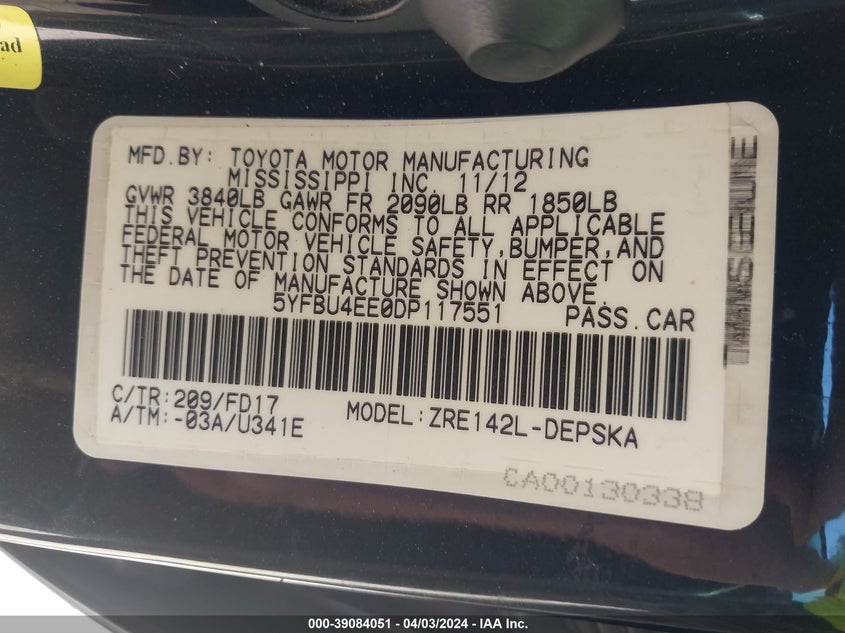 ad
MFD.BY: TOYOTA MOTOR MANUFACTURING
MISSISSIPPI INC. 11/12
GVWR 3840LB GAWR FR 2090LB RR 1850LB
THIS VEHICLE CONFORMS TO ALL APPLICABLE
FEDERAL MOTOR VEHICLE SAFETY,BUMPER,AND
THEFT PREVENTION STANDARDS IN EFFECT ON
THE DATE OF MANUFACTURE SHOWN ABOVE.
5YFBU4EE0DP117551 PASS.CAR
C/TR:209/FD17
A/TM:-03A/U341E
MODEL:ZRE142L-DEPSKA
CA00130338
000-39084051 - 04/03/2024 - IAA Inc.